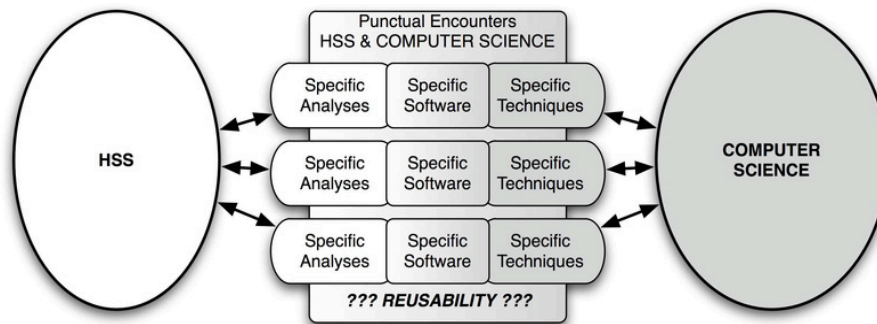 Punctual Encounters
HSS & COMPUTER SCIENCE
Specific
Analyses
Specific
Software
Specific
Techniques
HSS
Specific
Analyses
Specific
Software
Specific
Techniques
COMPUTER
SCIENCE
Specific
Analyses
Specific
Software
Specific
Techniques
??? REUSABILITY ???